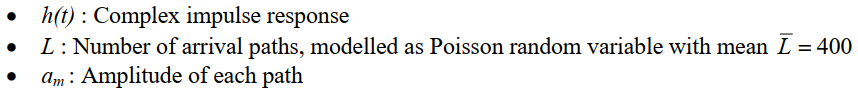 • h(t) : Complex impulse response
• L : Number of arrival paths, modelled as Poisson random variable with mean L̅ = 400
• aₘ : Amplitude of each path